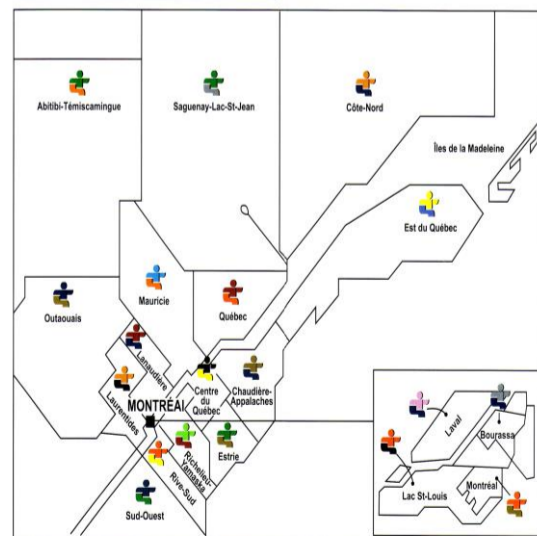 Abitibi-Témiscamingue
Saguenay-Lac-St-Jean
Côte-Nord
Îles de la Madeleine
Est du Québec
Outaouais
Mauricie
Québec
Lanaudière
Laurentides
MONTRÉAL
Centre
du
Québec
Chaudière-
Appalaches
Richelieu-
Yamaska
Estrie
Rive-Sud
Sud-Ouest
Laval
Bourassa
Lac St-Louis
Montréal